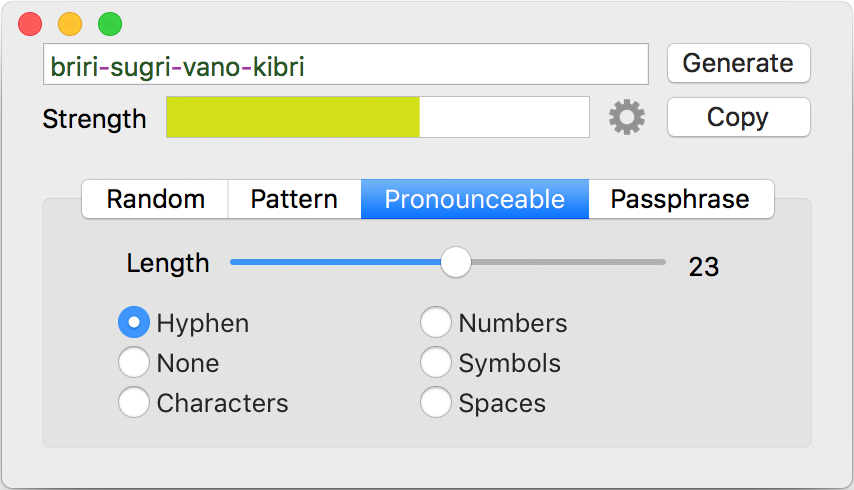 briri-sugri-vano-kibri
Generate
Strength
Copy
Random Pattern Pronounceable Passphrase
Length 23
Hyphen Numbers
None Symbols
Characters Spaces